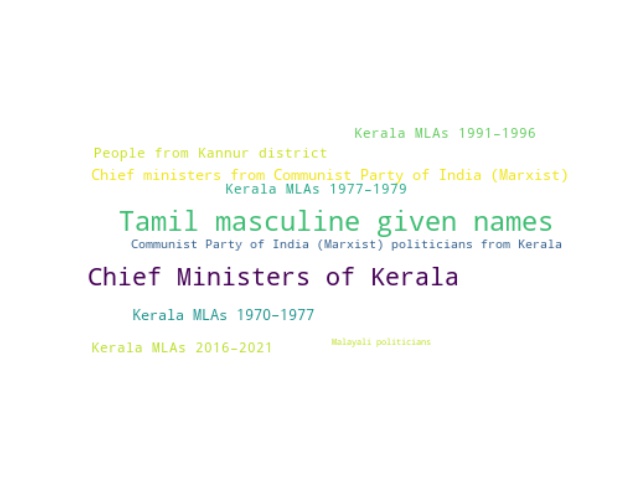 Kerala MLAs 1991–1996
People from Kannur district
Chief ministers from Communist Party of India (Marxist)
Kerala MLAs 1977–1979
Tamil masculine given names
Communist Party of India (Marxist) politicians from Kerala
Chief Ministers of Kerala
Kerala MLAs 1970–1977
Malayali politicians
Kerala MLAs 2016–2021